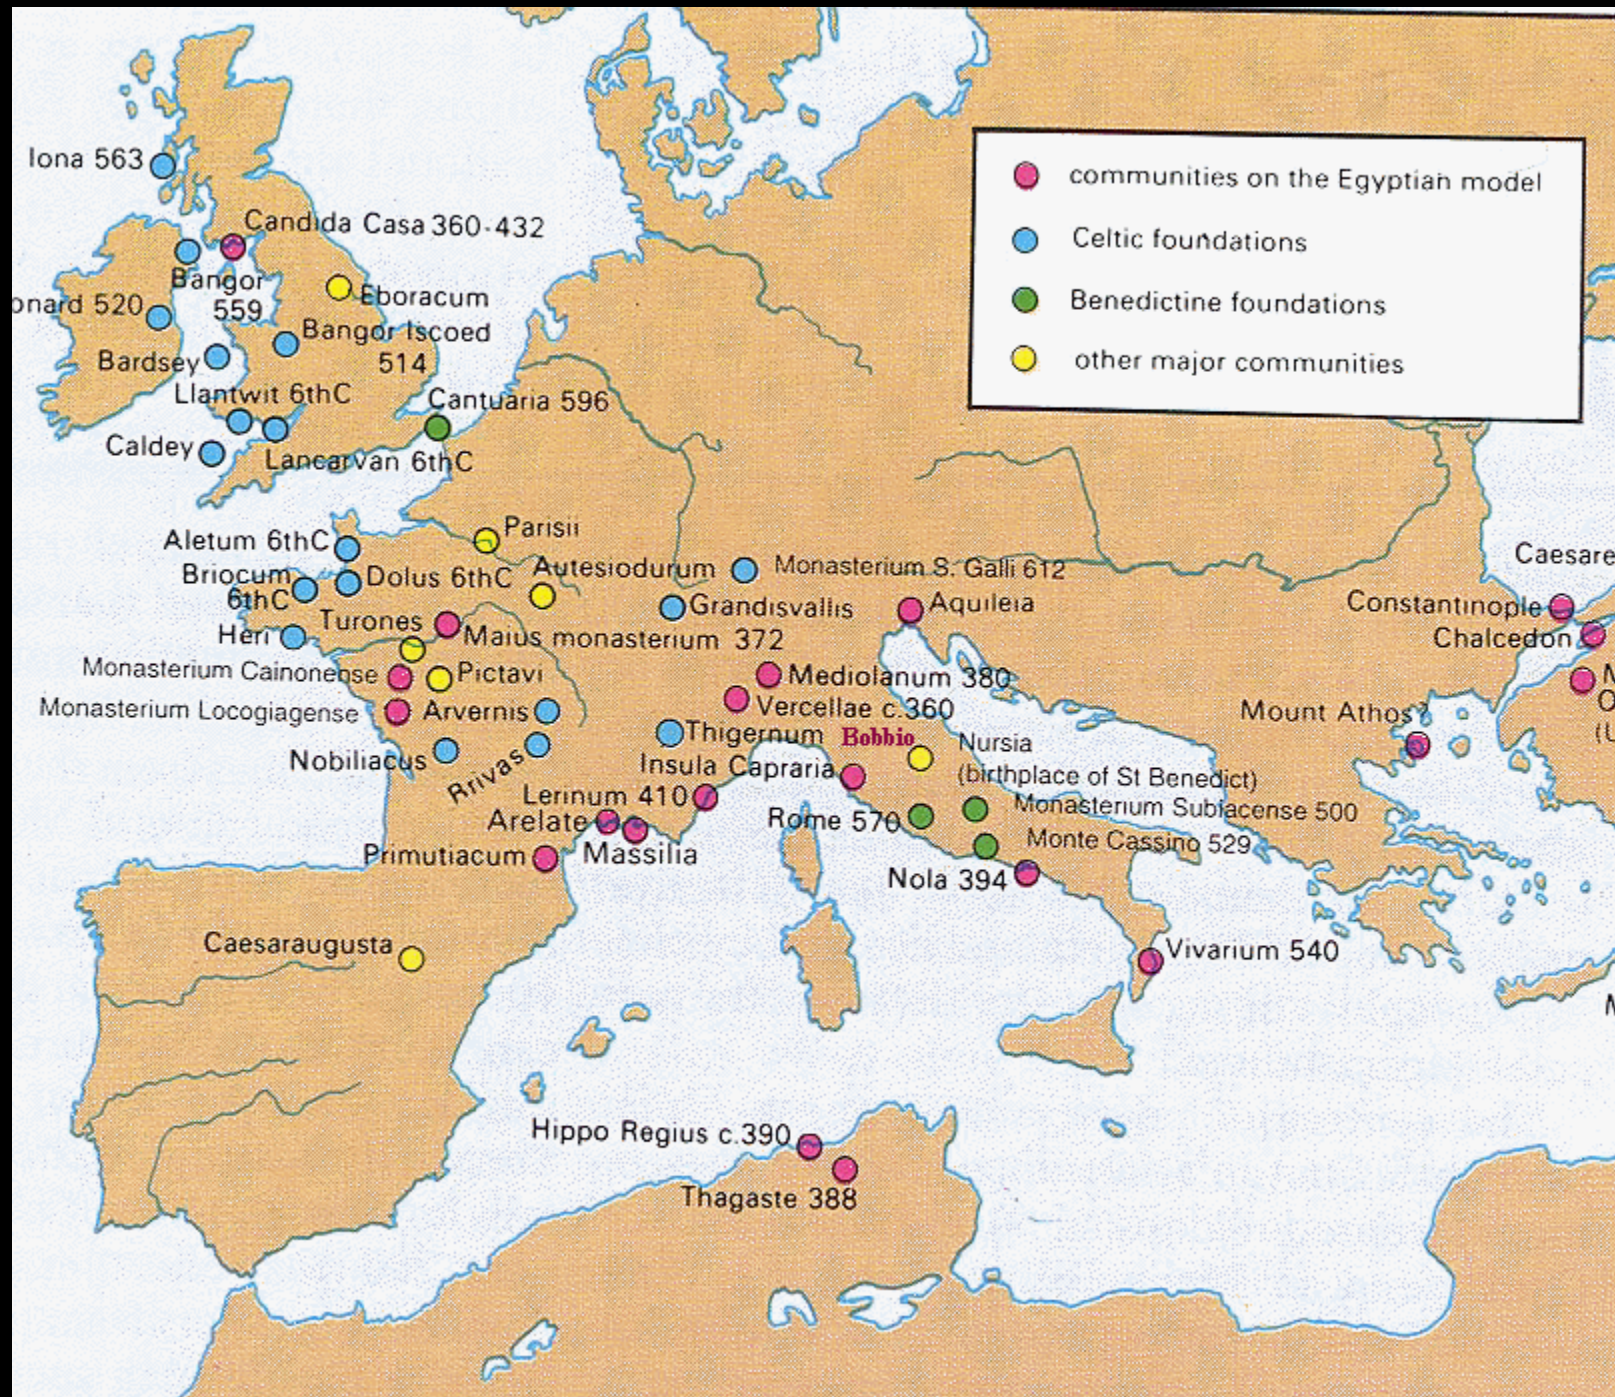 communities on the Egyptian model
Celtic foundations
Benedictine foundations
other major communities
Iona 563
Candida Casa 360-432
Bangor
559
onard 520
Eboracum
Bangor Iscoed
514
Bardsey
Llantwit 6thC
Cantuaria 596
Caldey
Lancarvan 6thC
Parisii
Aletum 6thC
Autesiodurum
Monasterium S. Galli 612
Caesare
Briocum
6thC
Dolus 6thC
Grandisvallis
Aquileia
Constantinople
Turones
Heri
Maius monasterium 372
Chalcedon
Monasterium Cainonense
Pictavi
Mediolanum 380
M
O
(U
Monasterium Locogiagense
Arvernis
Vercellae c.360
Mount Athos?
Thigernum
Bobbio
Nursia
(birthplace of St Benedict)
Nobiliacus
Rrivas
Insula Capraria
Lerinum 410
Monasterium Subiacense 500
Arelate
Rome 570
Monte Cassino 529
Primutiacum
Massilia
Nola 394
Caesaraugusta
Vivarium 540
M
Hippo Regius c.390
Thagaste 388